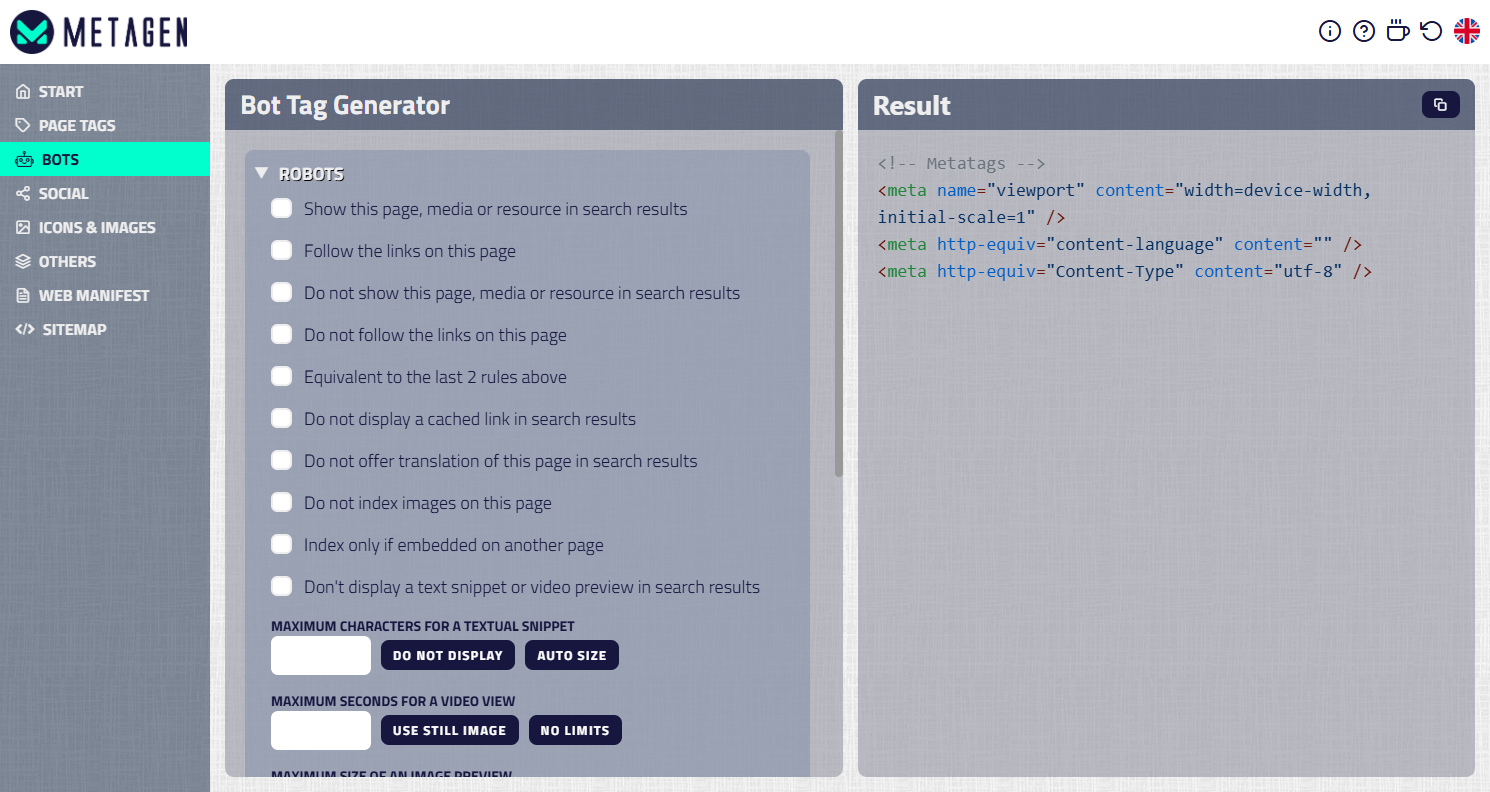 METAGEN
START
PAGE TAGS
BOTS
SOCIAL
ICONS & IMAGES
OTHERS
WEB MANIFEST
SITEMAP
Bot Tag Generator
ROBOTS
Show this page, media or resource in search results
Follow the links on this page
Do not show this page, media or resource in search results
Do not follow the links on this page
Equivalent to the last 2 rules above
Do not display a cached link in search results
Do not offer translation of this page in search results
Do not index images on this page
Index only if embedded on another page
Don't display a text snippet or video preview in search results
MAXIMUM CHARACTERS FOR A TEXTUAL SNIPPET
DO NOT DISPLAY AUTO SIZE
MAXIMUM SECONDS FOR A VIDEO VIEW
USE STILL IMAGE NO LIMITS
MAXIMUM SIZE OF AN IMAGE PREVIEW
Result
<!-- Metatags -->
<meta name="viewport" content="width=device-width,
initial-scale=1" />
<meta http-equiv="content-language" content="" />
<meta http-equiv="Content-Type" content="utf-8" />